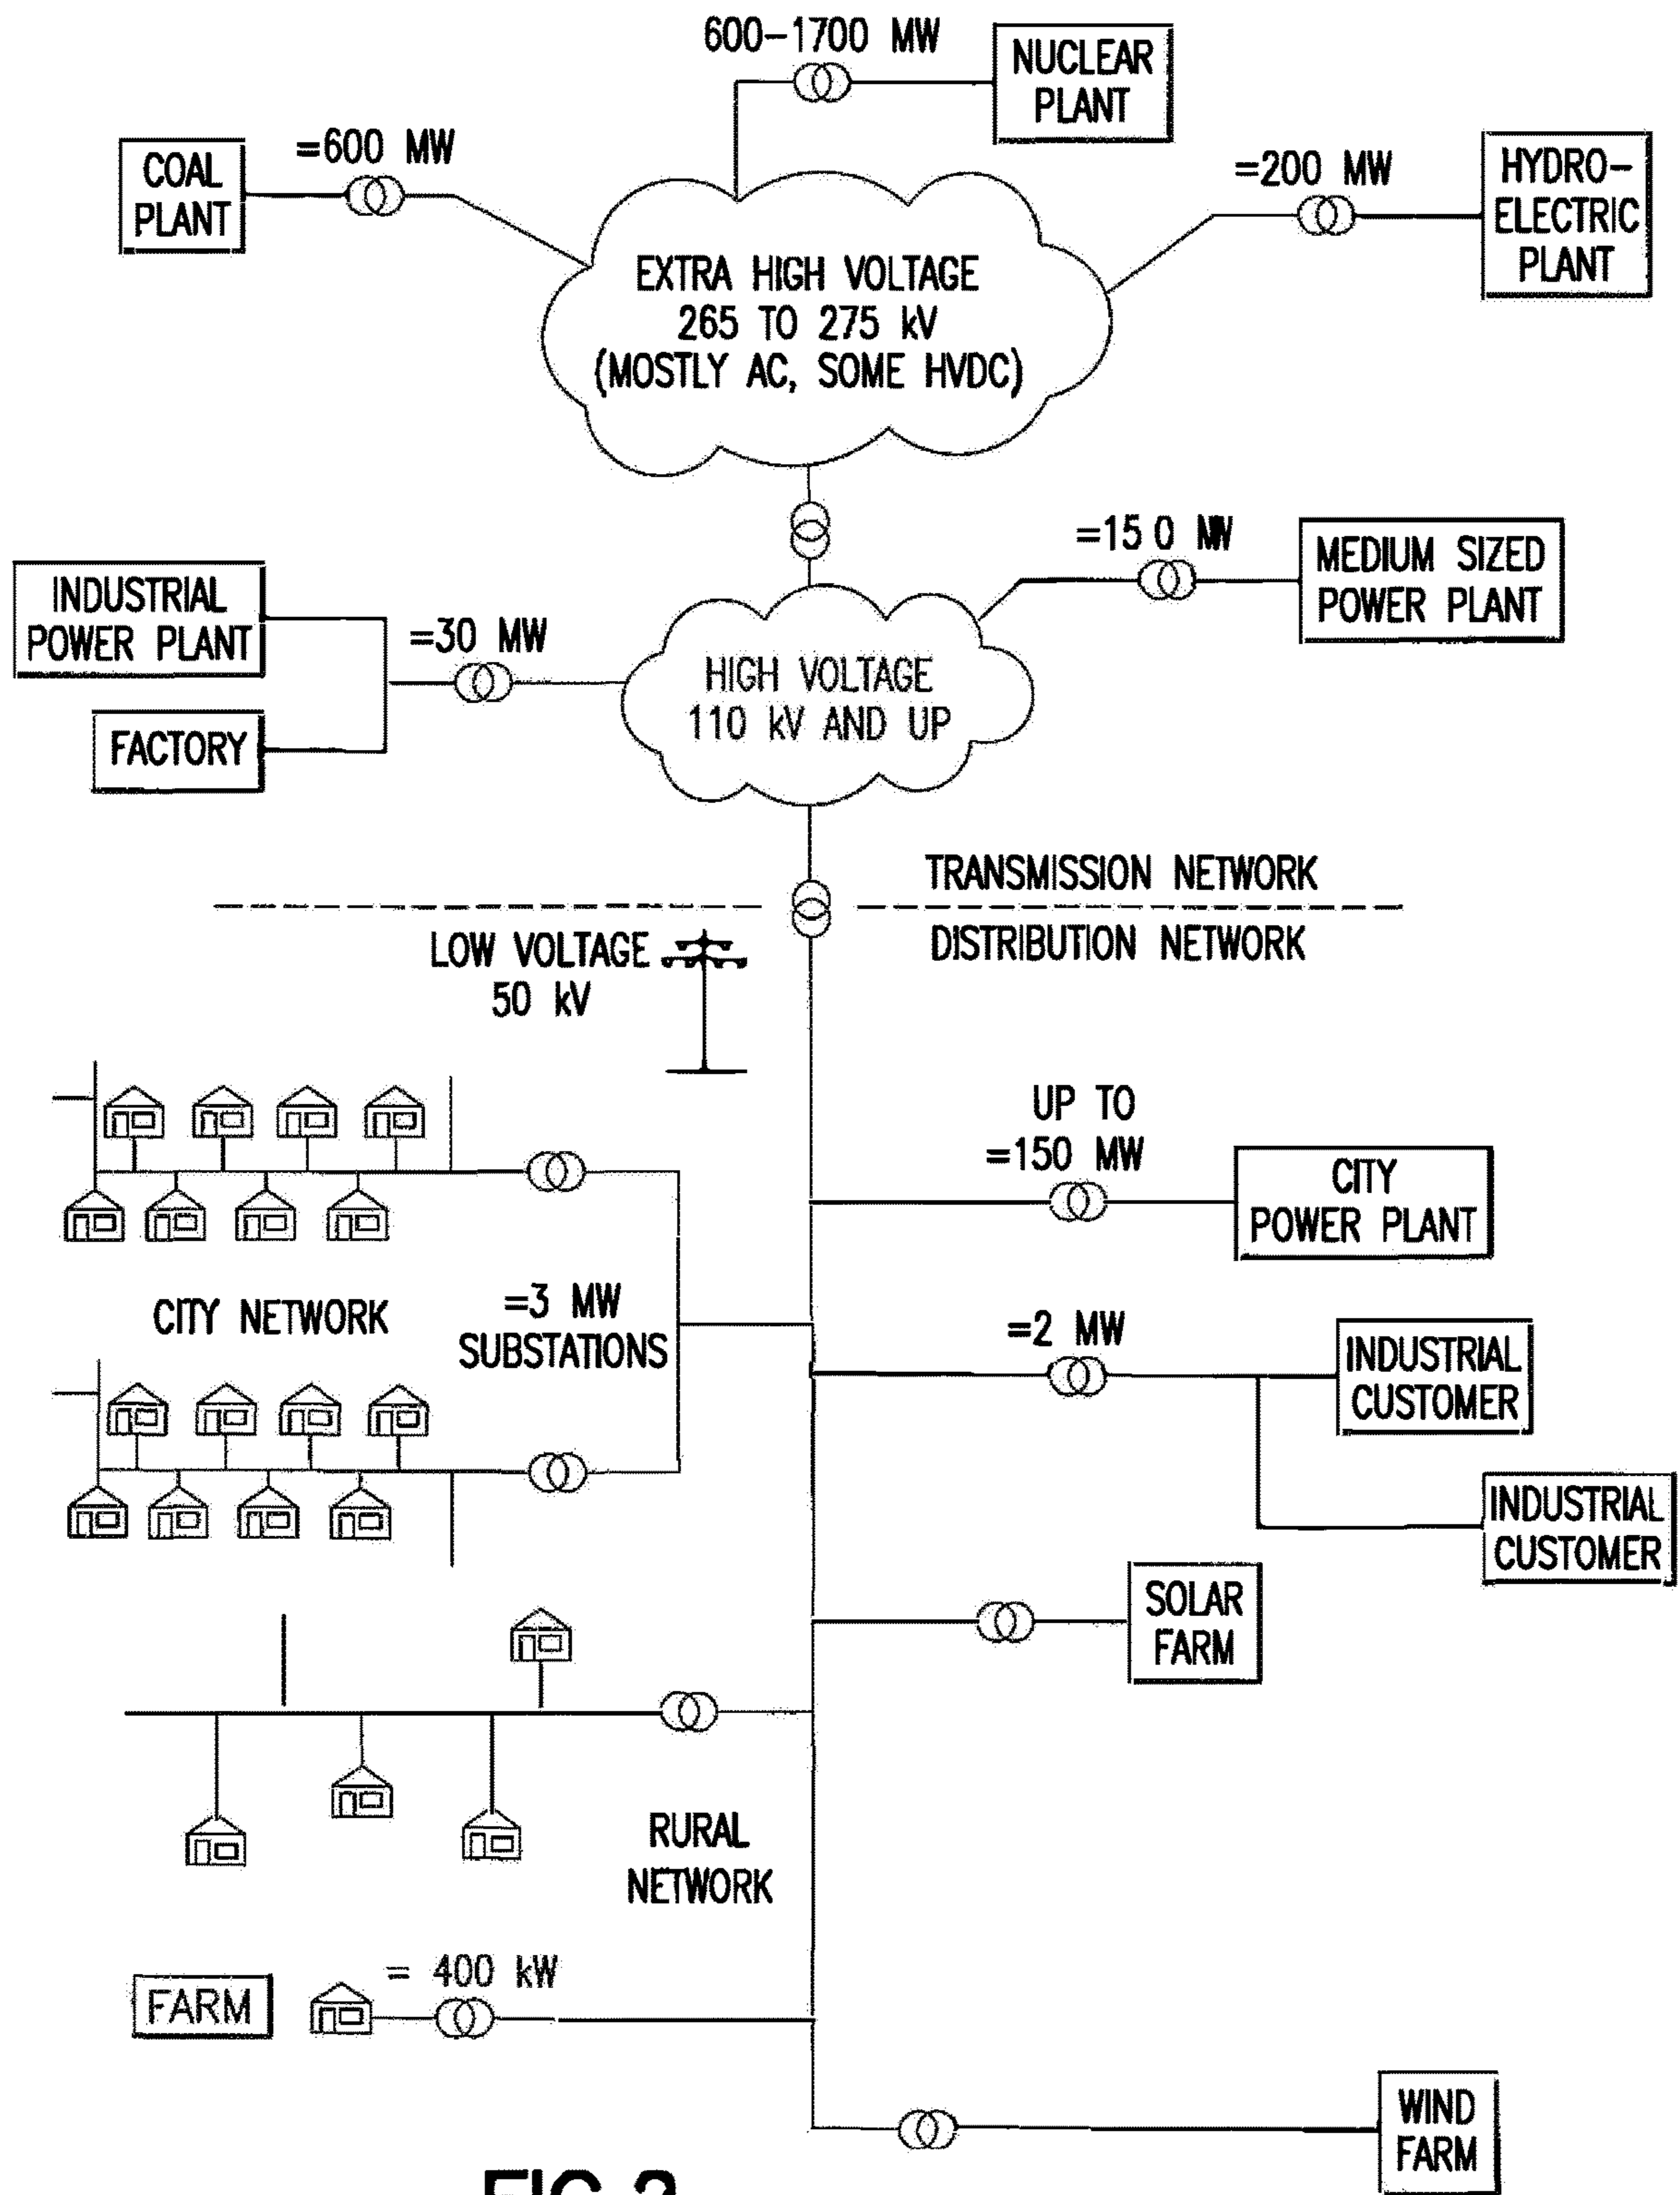 600-1700 MW
NUCLEAR
PLANT
COAL
PLANT
=600 MW
=200 MW
HYDRO-
ELECTRIC
PLANT
EXTRA HIGH VOLTAGE
265 TO 275 kV
(MOSTLY AC, SOME HVDC)
=15 0 MW
MEDIUM SIZED
POWER PLANT
INDUSTRIAL
POWER PLANT
=30 MW
FACTORY
HIGH VOLTAGE
110 kV AND UP
TRANSMISSION NETWORK
DISTRIBUTION NETWORK
LOW VOLTAGE
50 kV
UP TO
=150 MW
CITY
POWER PLANT
CITY NETWORK
=3 MW
SUBSTATIONS
=2 MW
INDUSTRIAL
CUSTOMER
INDUSTRIAL
CUSTOMER
SOLAR
FARM
RURAL
NETWORK
FARM
= 400 kW
WIND
FARM